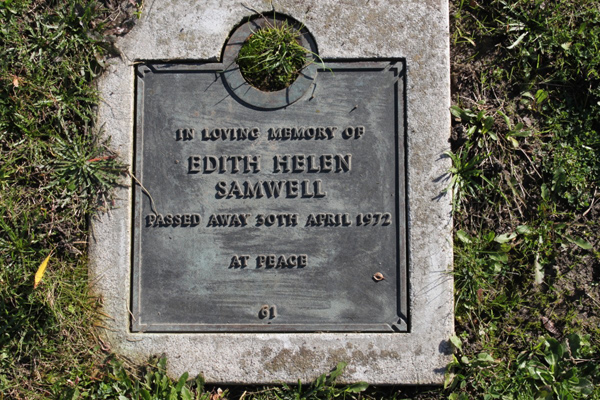 IN LOVING MEMORY OF
EDITH HELEN
SAMWELL
PASSED AWAY 30TH APRIL 1972
AT PEACE
61